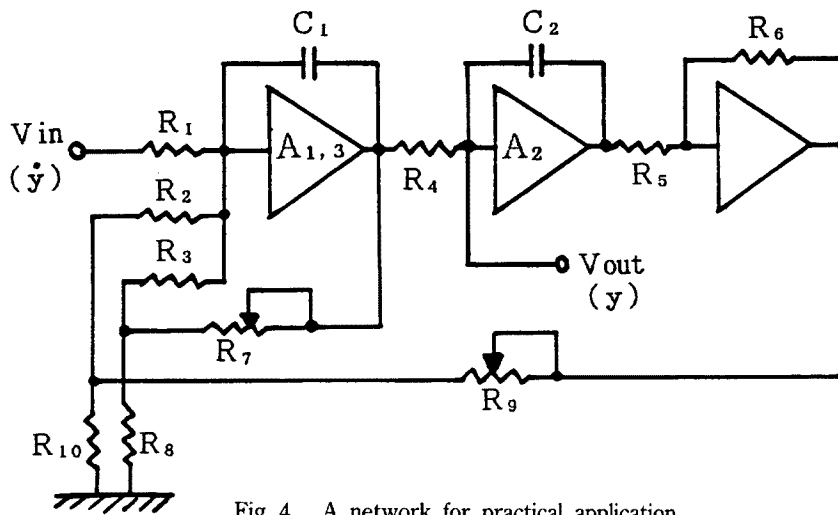 C₁
C₂
R₆
Vin
(ẏ)
R₁
A₁,₃
R₄
A₂
R₅
R₂
R₃
Vout
(y)
R₇
R₉
R₁₀
R₈
Fig. 4. A network for practical application